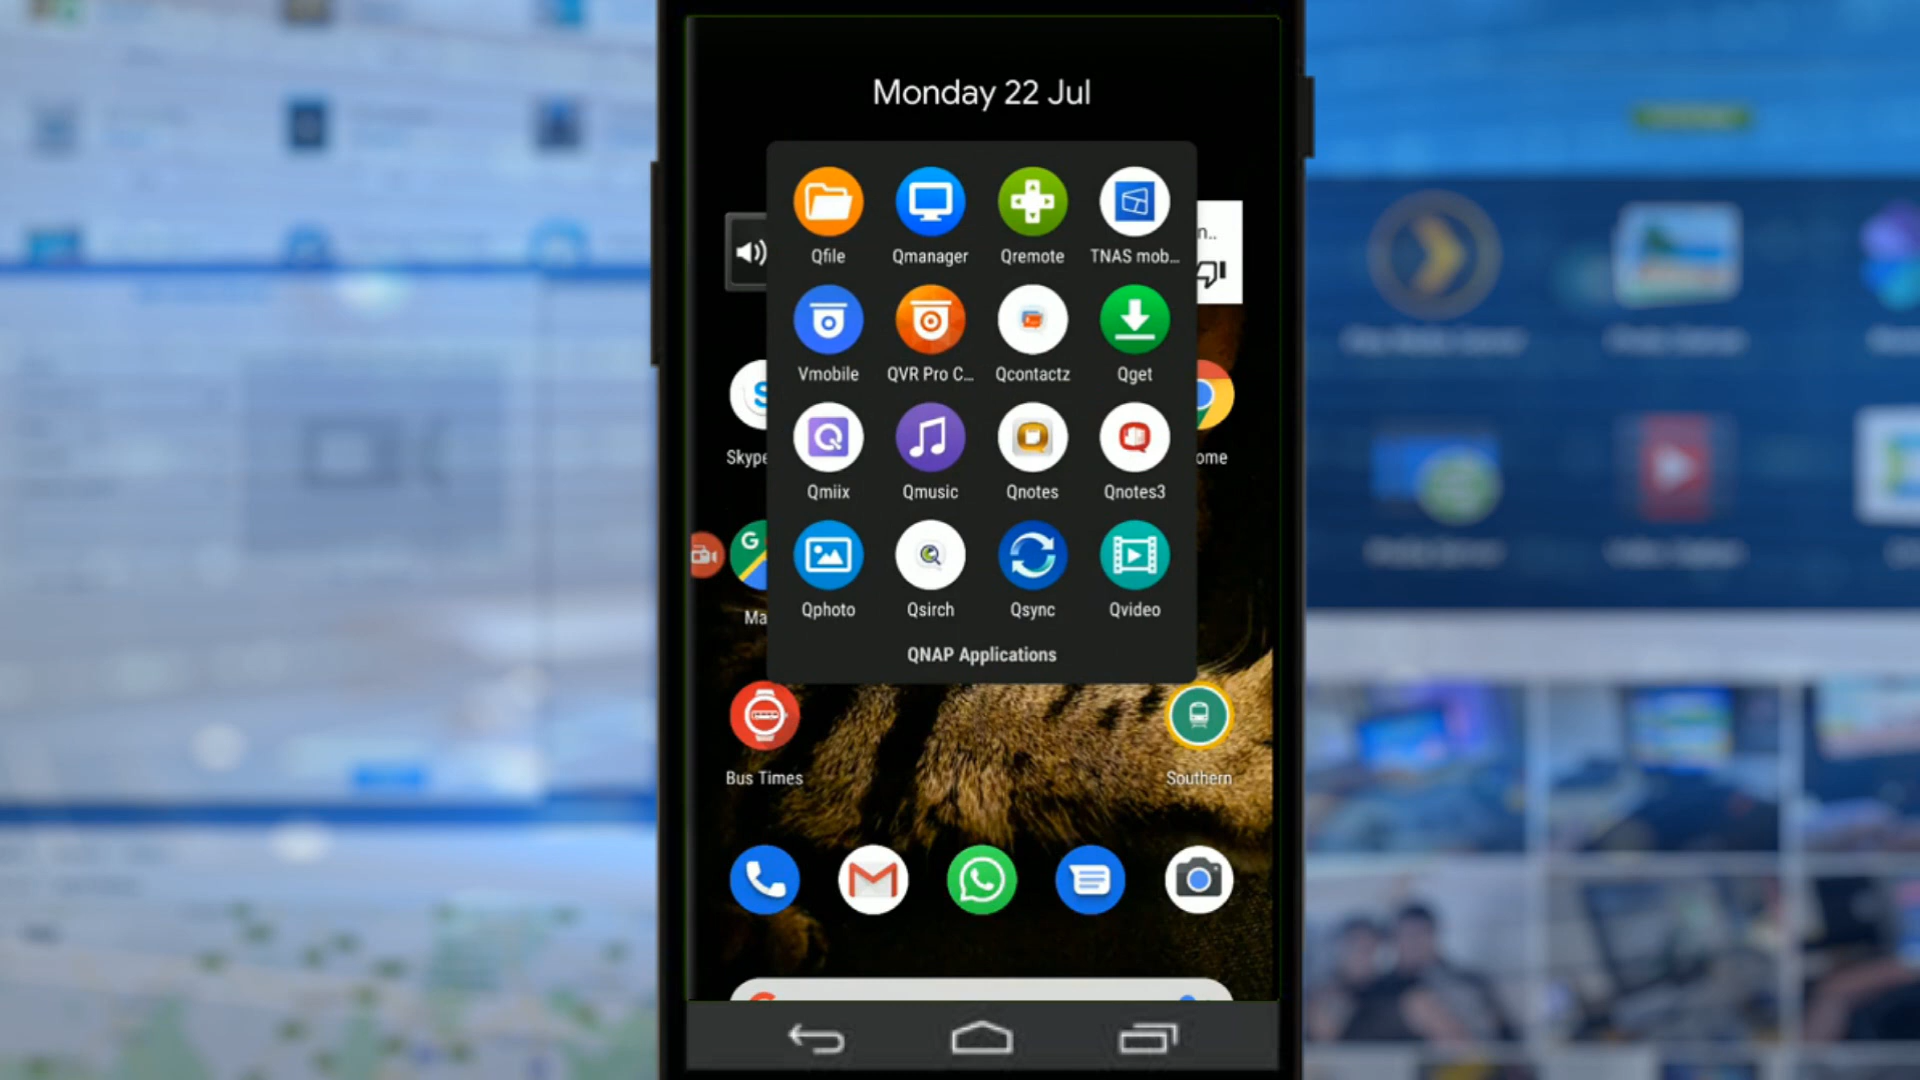 Monday 22 Jul
Qfile Qmanager Qremote TNAS mob...
n..
Vmobile QVR Pro C... Qcontactz Qget
Skype ome
Qmiix Qmusic Qnotes Qnotes3
Qphoto Qsirch Qsync Qvideo
Ma
QNAP Applications
Bus Times Southern